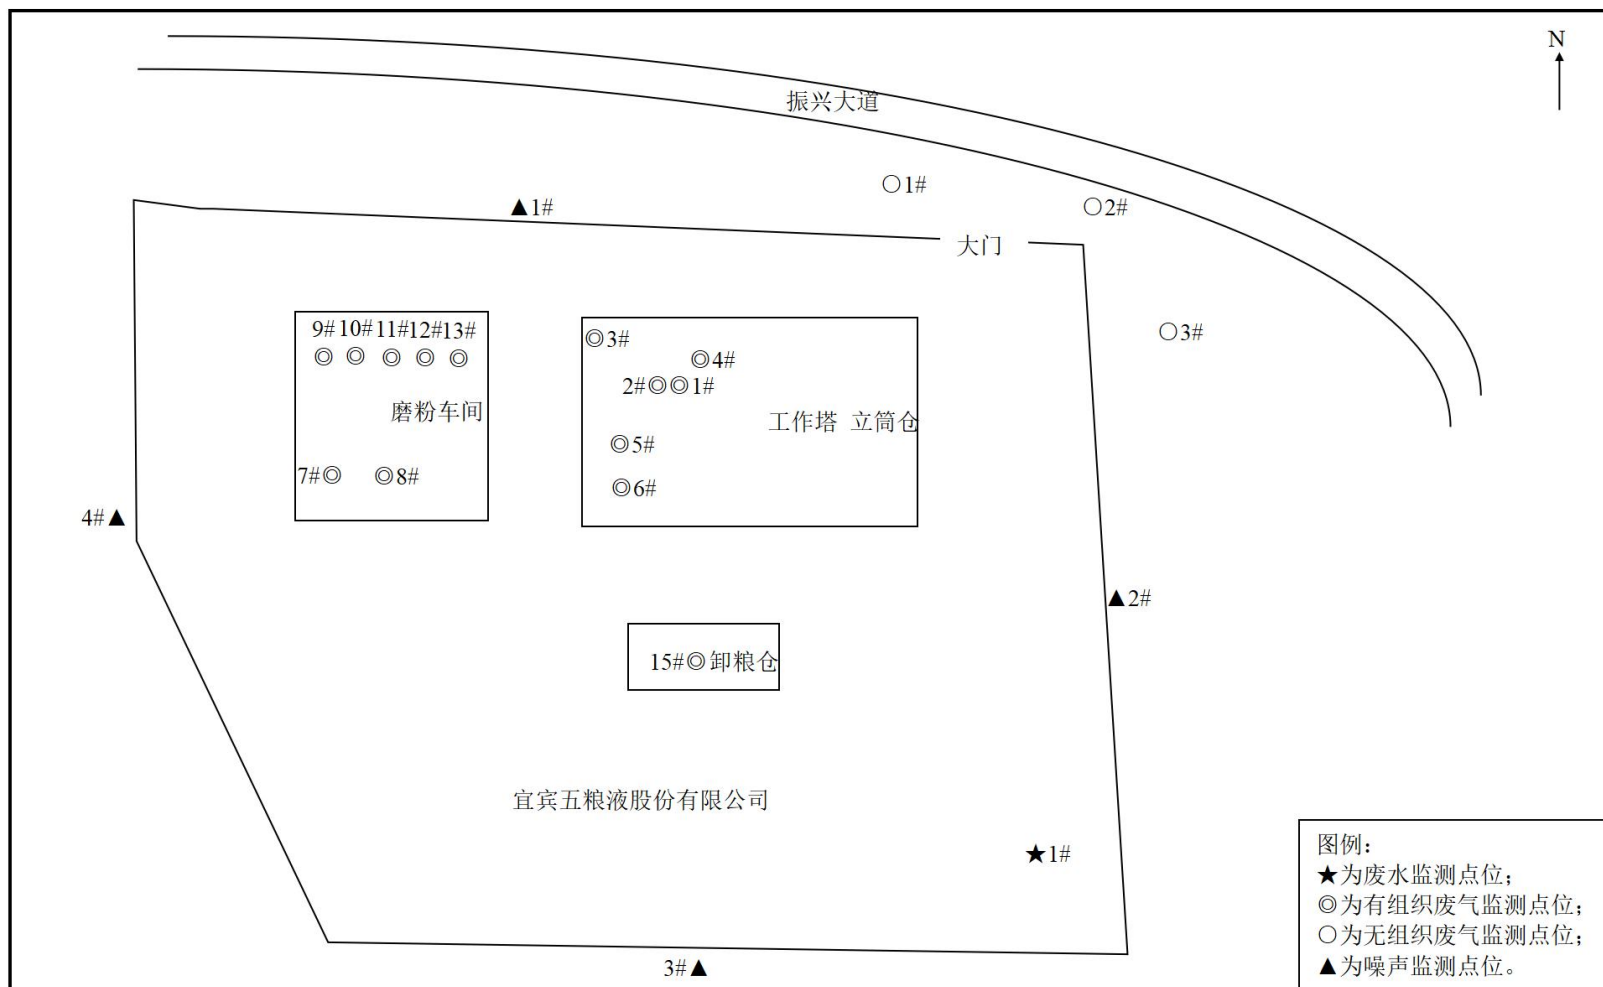 N
振兴大道
○1#
▲1#
○2#
大门
9# 10# 11# 12# 13#
◎ ◎ ◎ ◎ ◎
◎3#
○3#
◎4#
2#◎◎1#
磨粉车间
工作塔 立筒仓
◎5#
7#◎ ◎8#
◎6#
4#▲
▲2#
15#◎卸粮仓
宜宾五粮液股份有限公司
★1#
3#▲
图例：
★为废水监测点位；
◎为有组织废气监测点位；
○为无组织废气监测点位；
▲为噪声监测点位。